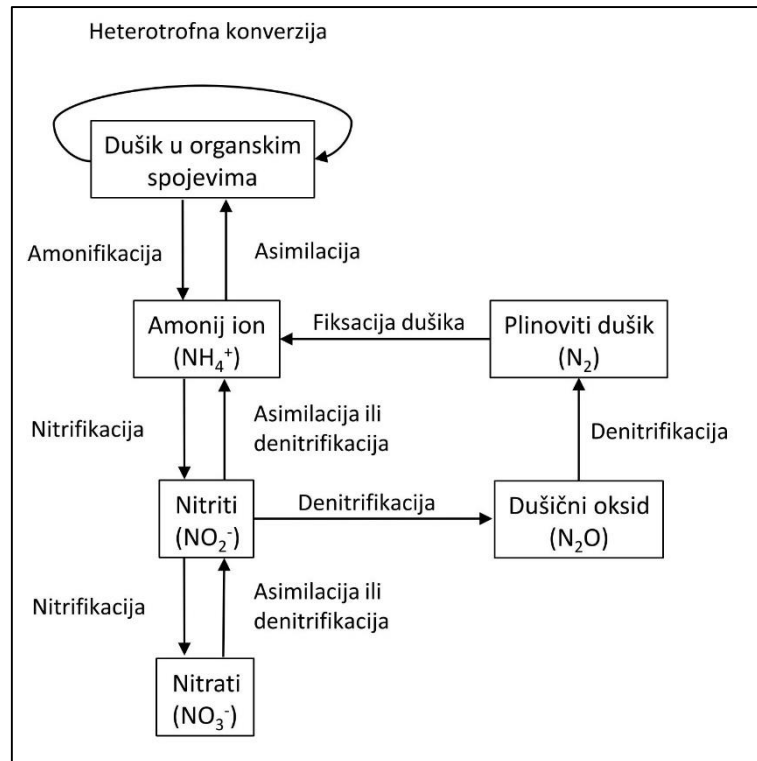 Heterotrofna konverzija
Dušik u organskim
spojevima
Amonifikacija
Asimilacija
Amonij ion
(NH₄⁺)
Fiksacija dušika
Plinoviti dušik
(N₂)
Nitrifikacija
Asimilacija ili
denitrifikacija
Denitrifikacija
Nitriti
(NO₂⁻)
Denitrifikacija
Dušični oksid
(N₂O)
Nitrifikacija
Asimilacija ili
denitrifikacija
Nitrati
(NO₃⁻)